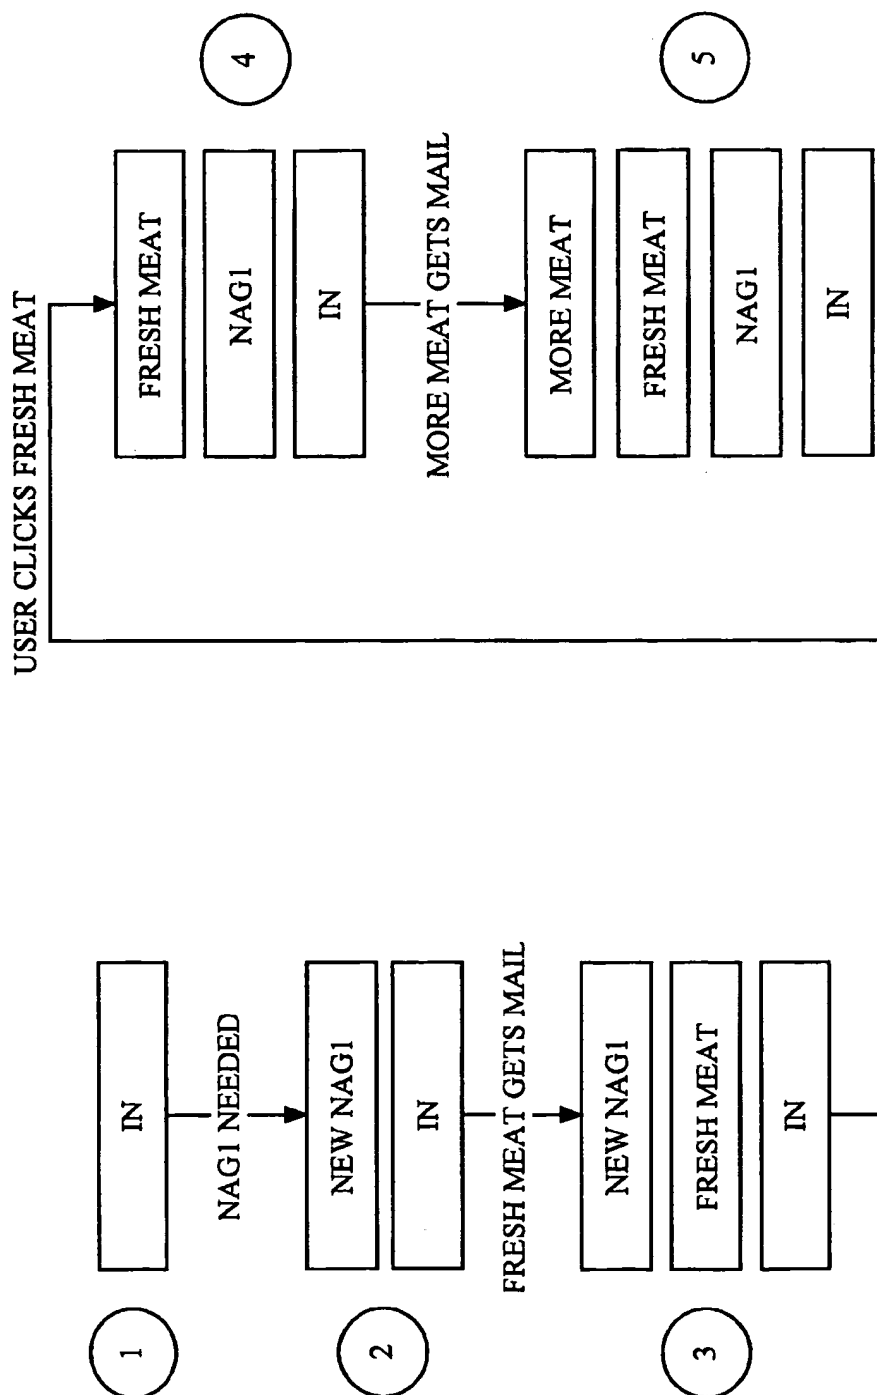 1
IN
NAG1 NEEDED
2
NEW NAG1
IN
FRESH MEAT GETS MAIL
3
NEW NAG1
FRESH MEAT
IN
USER CLICKS FRESH MEAT
4
FRESH MEAT
NAG1
IN
MORE MEAT GETS MAIL
5
MORE MEAT
FRESH MEAT
NAG1
IN